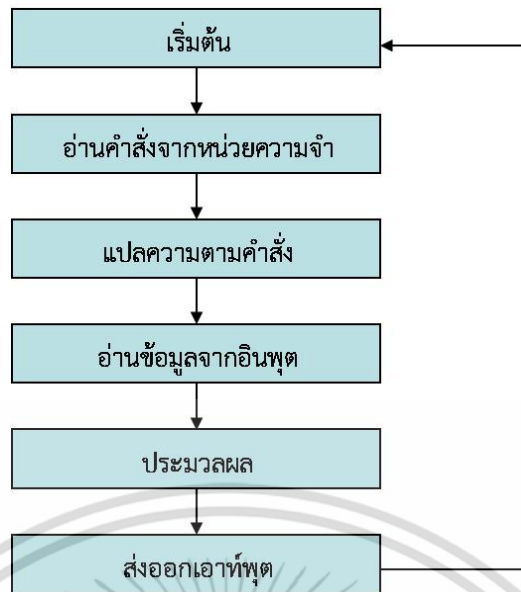 เริ่มต้น
อ่านคำสั่งจากหน่วยความจำ
แปลความตามคำสั่ง
อ่านข้อมูลจากอินพุต
ประมวลผล
ส่งออกเอาท์พุต